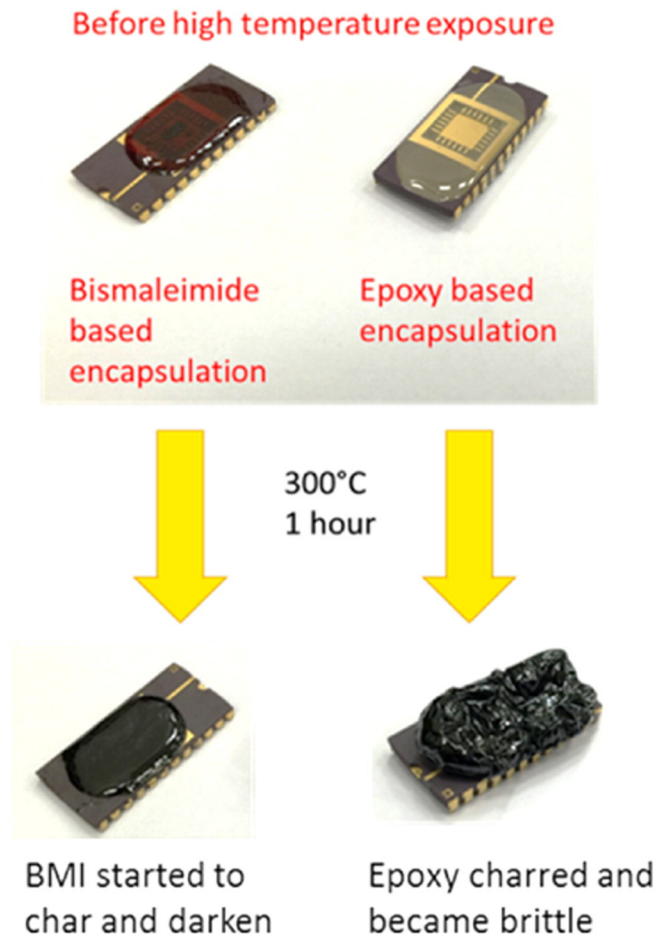 Before high temperature exposure
Bismaleimide
based
encapsulation
Epoxy based
encapsulation
300°C
1 hour
BMI started to
char and darken
Epoxy charred and
became brittle